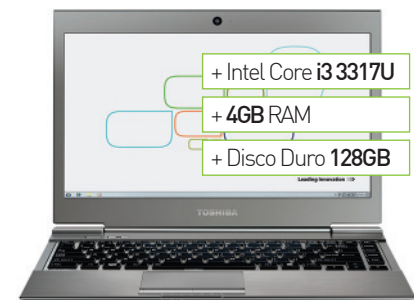 + Intel Core i3 3317U
+ 4GB RAM
+ Disco Duro 128GB
Leading Innovation >>>
TOSHIBA